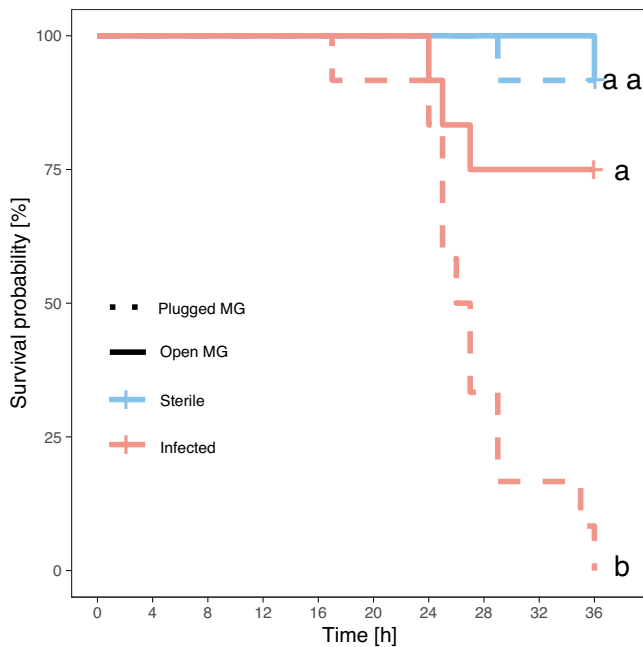 Survival probability [%]
100
75
50
25
0
a a
a
b
Plugged MG
Open MG
Sterile
Infected
0 4 8 12 16 20 24 28 32 36
Time [h]